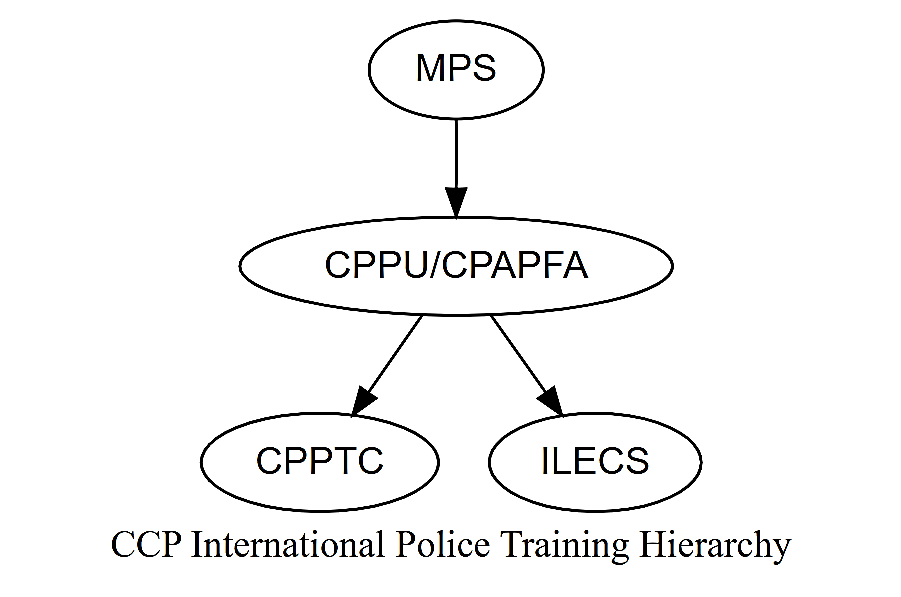 MPS
CPPU/CPAPFA
CPPTC
ILECS
CCP International Police Training Hierarchy